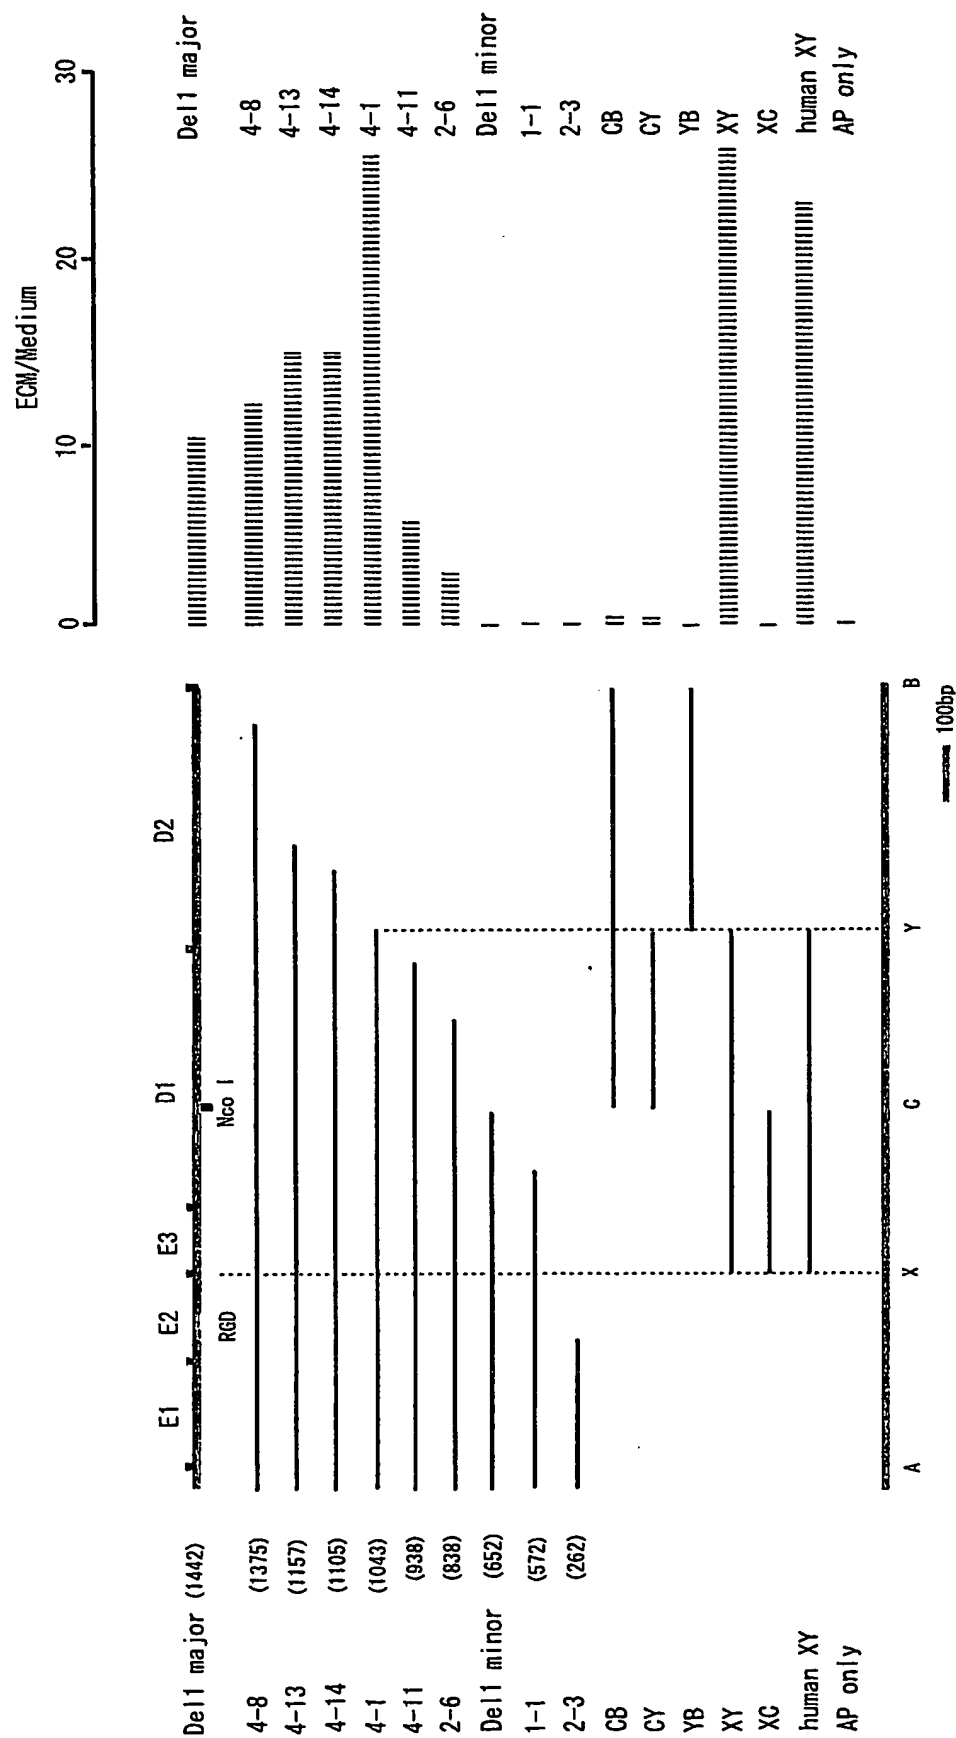 E1 E2 E3 D1 D2
RGD Nco I
Del1 major (1442)
4-8 (1375)
4-13 (1157)
4-14 (1105)
4-1 (1043)
4-11 (938)
2-6 (838)
Del1 minor (652)
1-1 (572)
2-3 (262)
CB
CY
YB
XY
XC
human XY
AP only
A X C Y B
100bp
ECM/Medium
0 10 20 30
Del1 major
4-8
4-13
4-14
4-1
4-11
2-6
Del1 minor
1-1
2-3
CB
CY
YB
XY
XC
human XY
AP only